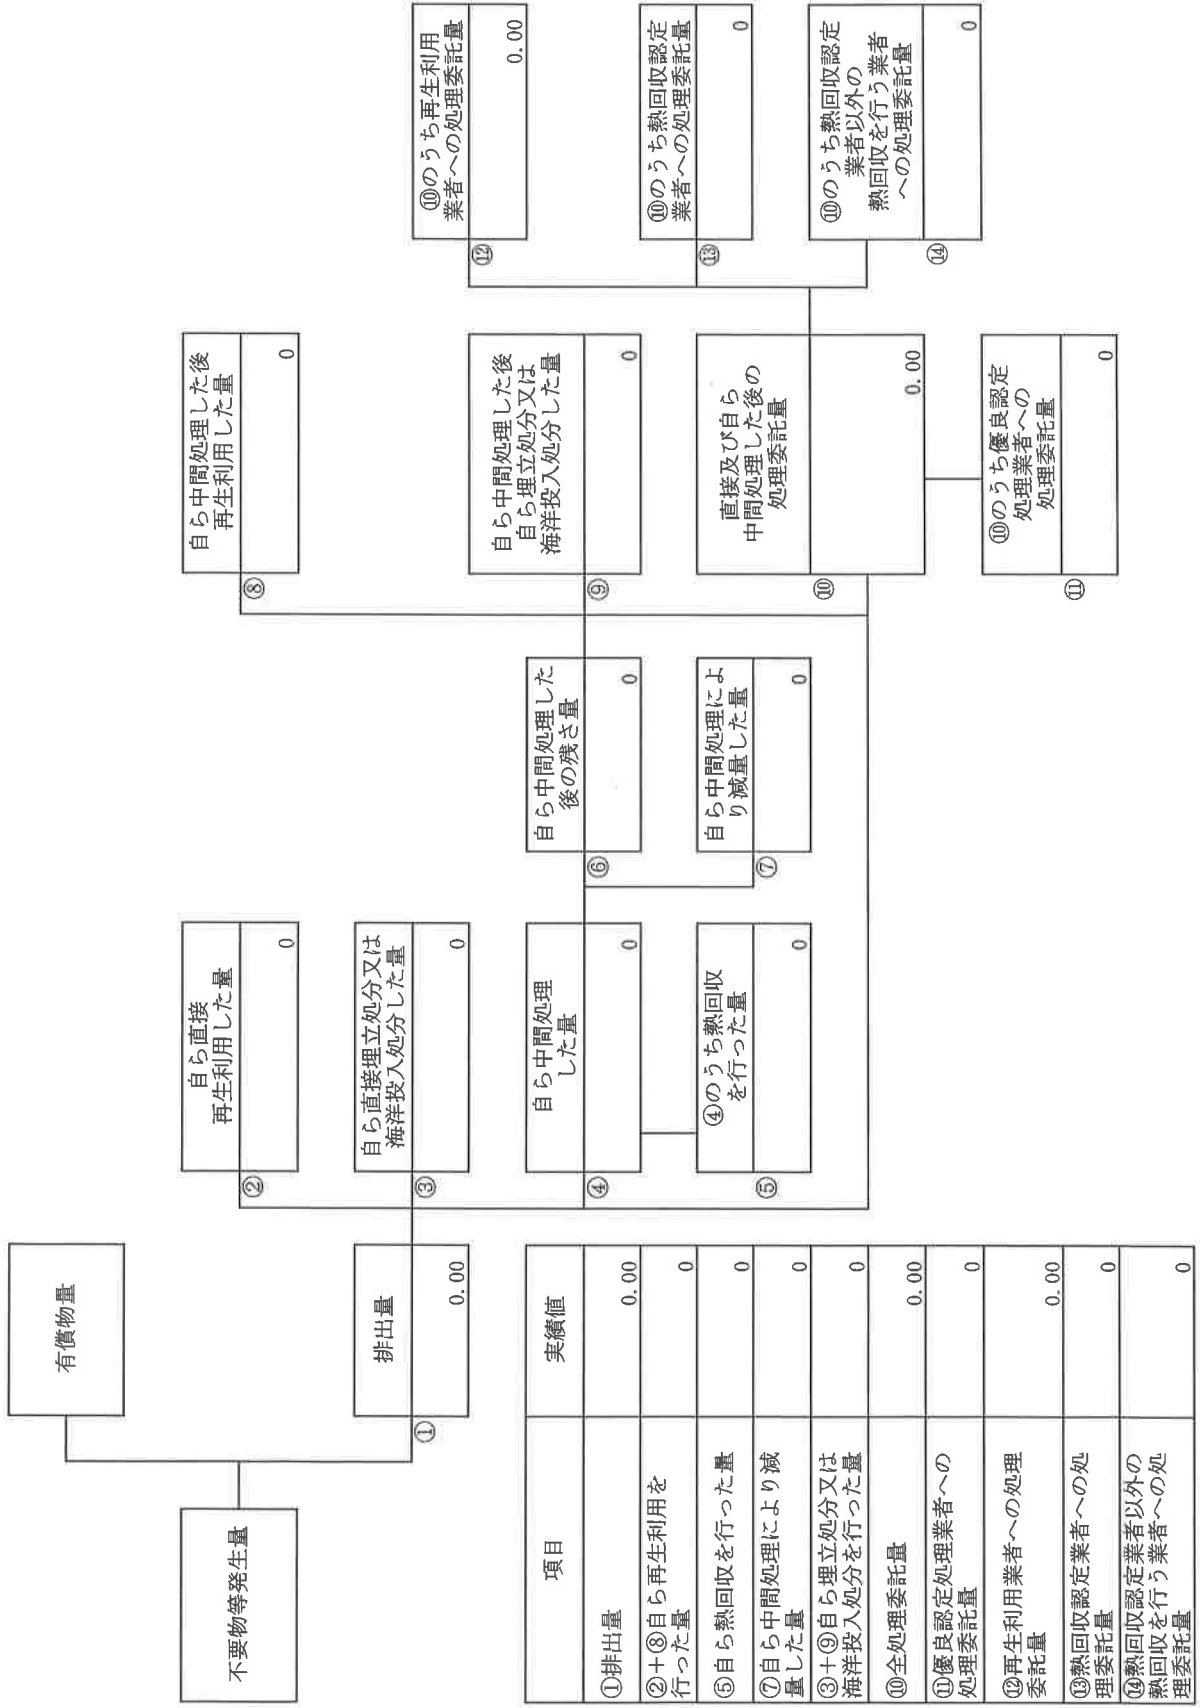 不要物等発生量
有償物量
排出量
①
0.00
自ら直接
再生利用した量
②
0
自ら直接埋立処分又は
海洋投入処分した量
③
0
自ら中間処理
した量
④
0
④のうち熱回収
を行った量
⑤
0
自ら中間処理した
後の残さ量
⑥
0
自ら中間処理によ
り減量した量
⑦
0
自ら中間処理した後
再生利用した量
⑧
0
自ら中間処理した後
自ら埋立処分又は
海洋投入処分した量
⑨
0
直接及び自ら
中間処理した後の
処理委託量
⑩
0.00
⑩のうち優良認定
処理業者への
処理委託量
⑪
0
⑩のうち再生利用
業者への処理委託量
⑫
0.00
⑩のうち熱回収認定
業者への処理委託量
⑬
0
⑩のうち熱回収認定
業者以外の
熱回収を行う業者
への処理委託量
⑭
0
項目
実績値
①排出量
0.00
②+⑧自ら再生利用を
行った量
0
⑤自ら熱回収を行った量
0
⑦自ら中間処理により減
量した量
0
③+⑨自ら埋立処分又は
海洋投入処分を行った量
0
⑩全処理委託量
0.00
⑪優良認定処理業者への
処理委託量
0
⑫再生利用業者への処理
委託量
0.00
⑬熱回収認定業者への処
理委託量
0
⑭熱回収認定業者以外の
熱回収を行う業者への処
理委託量
0